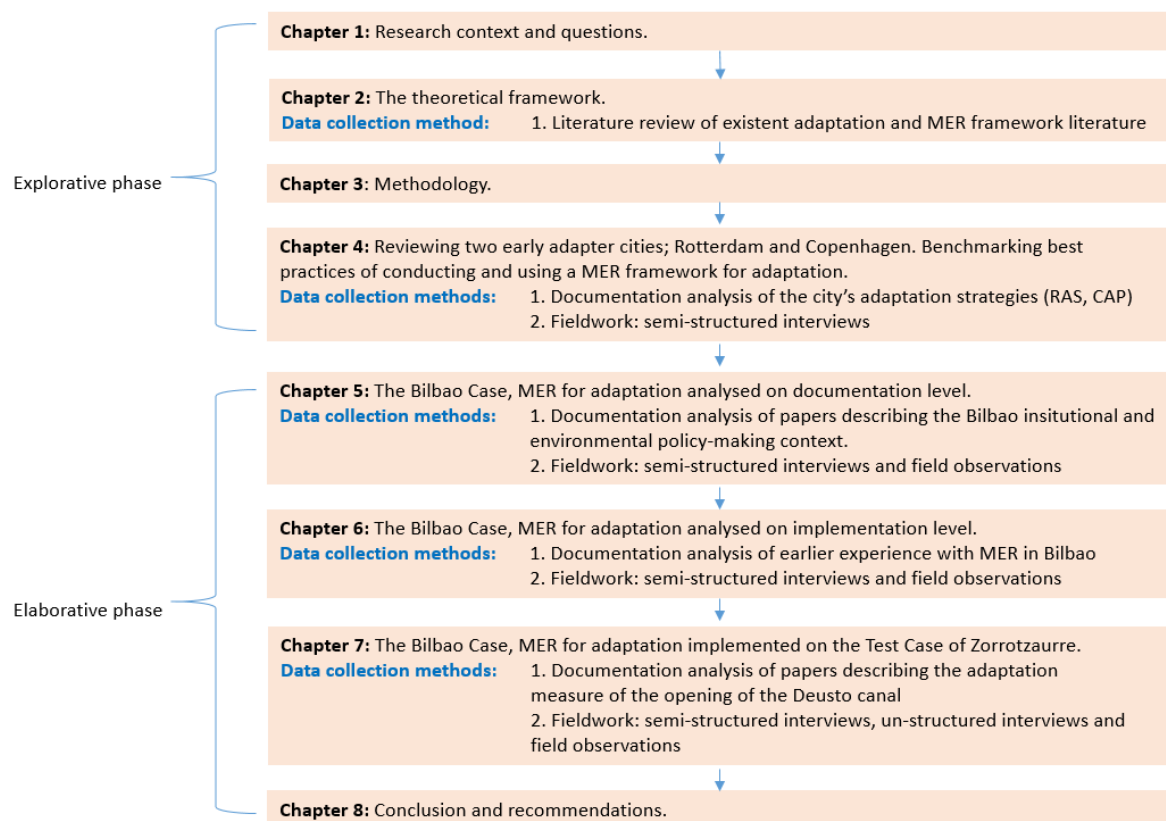 Chapter 1: Research context and questions.
Chapter 2: The theoretical framework.
Data collection method: 1. Literature review of existent adaptation and MER framework literature
Explorative phase
Chapter 3: Methodology.
Chapter 4: Reviewing two early adapter cities; Rotterdam and Copenhagen. Benchmarking best
practices of conducting and using a MER framework for adaptation.
Data collection methods: 1. Documentation analysis of the city's adaptation strategies (RAS, CAP)
2. Fieldwork: semi-structured interviews
Chapter 5: The Bilbao Case, MER for adaptation analysed on documentation level.
Data collection methods: 1. Documentation analysis of papers describing the Bilbao insitutional and
environmental policy-making context.
2. Fieldwork: semi-structured interviews and field observations
Chapter 6: The Bilbao Case, MER for adaptation analysed on implementation level.
Data collection methods: 1. Documentation analysis of earlier experience with MER in Bilbao
2. Fieldwork: semi-structured interviews and field observations
Elaborative phase
Chapter 7: The Bilbao Case, MER for adaptation implemented on the Test Case of Zorrotzaurre.
Data collection methods: 1. Documentation analysis of papers describing the adaptation
measure of the opening of the Deusto canal
2. Fieldwork: semi-structured interviews, un-structured interviews and
field observations
Chapter 8: Conclusion and recommendations.